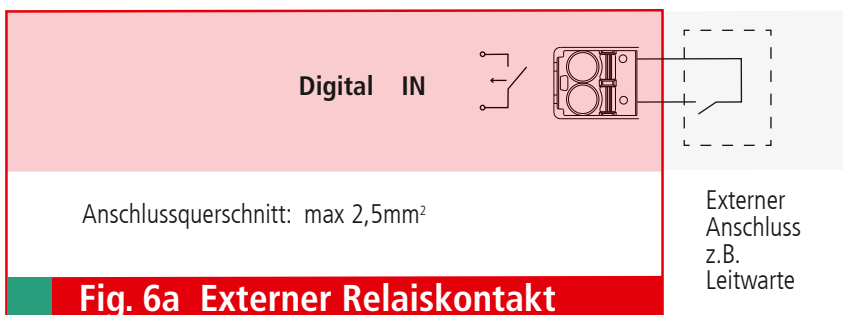 Digital IN
Anschlussquerschnitt: max 2,5mm²
Externer
Anschluss
z.B.
Leitwarte
Fig. 6a Externer Relaiskontakt